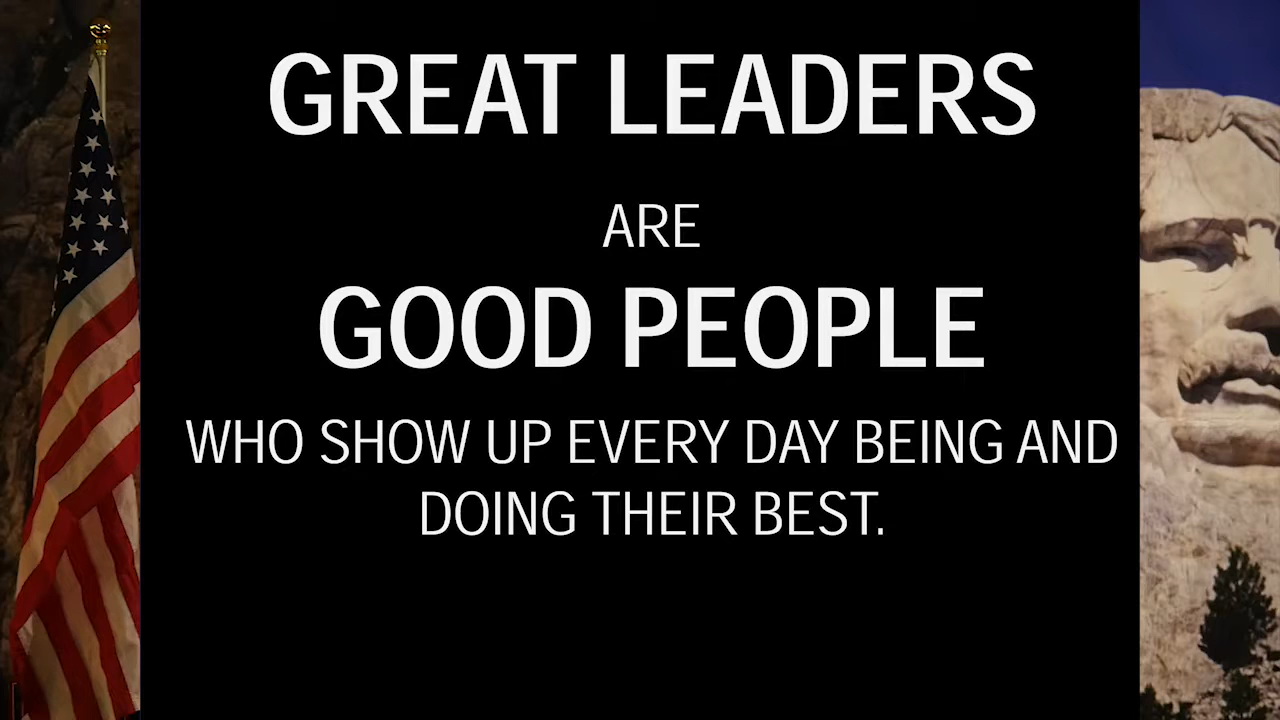 GREAT LEADERS
ARE
GOOD PEOPLE
WHO SHOW UP EVERY DAY BEING AND
DOING THEIR BEST.